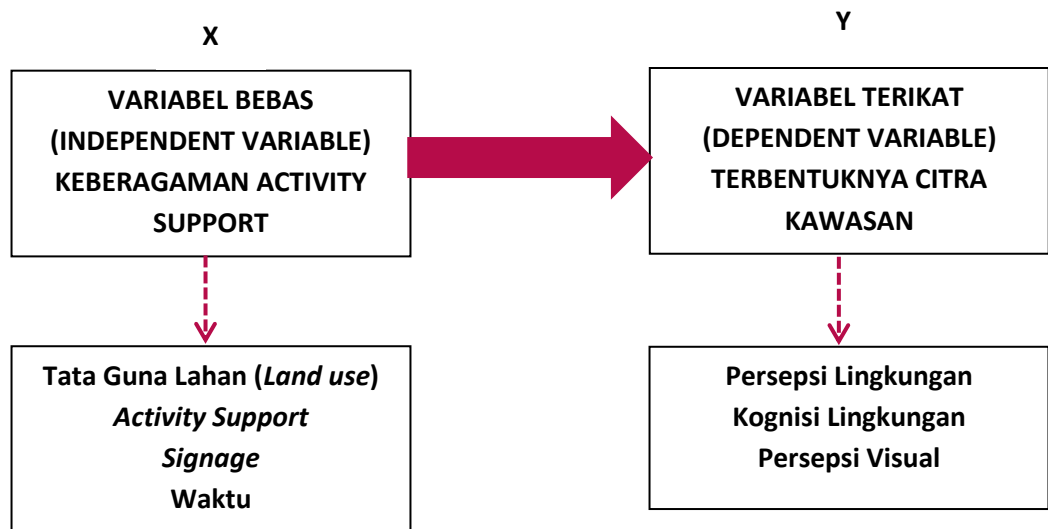 X
VARIABEL BEBAS
(INDEPENDENT VARIABLE)
KEBERAGAMAN ACTIVITY
SUPPORT
Y
VARIABEL TERIKAT
(DEPENDENT VARIABLE)
TERBENTUKNYA CITRA
KAWASAN
Tata Guna Lahan (Land use)
Activity Support
Signage
Waktu
Persepsi Lingkungan
Kognisi Lingkungan
Persepsi Visual